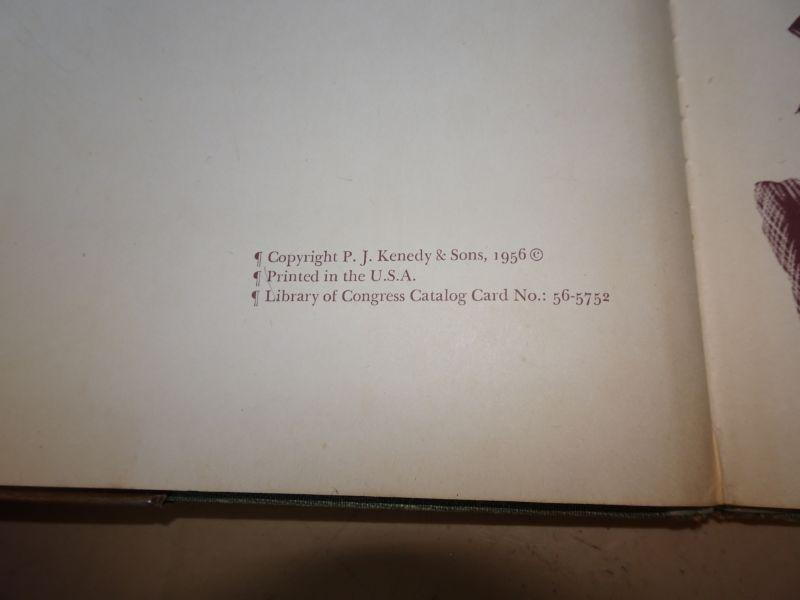 ¶ Copyright P. J. Kenedy & Sons, 1956 ©
¶ Printed in the U.S.A.
¶ Library of Congress Catalog Card No.: 56-5752